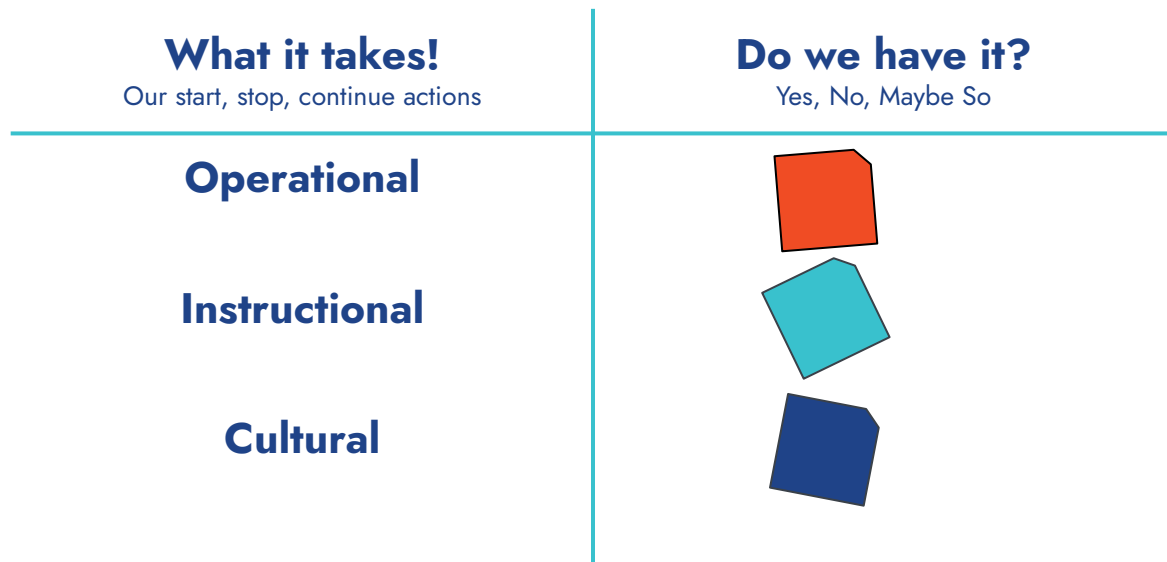 What it takes!
Our start, stop, continue actions
Do we have it?
Yes, No, Maybe So
Operational
Instructional
Cultural